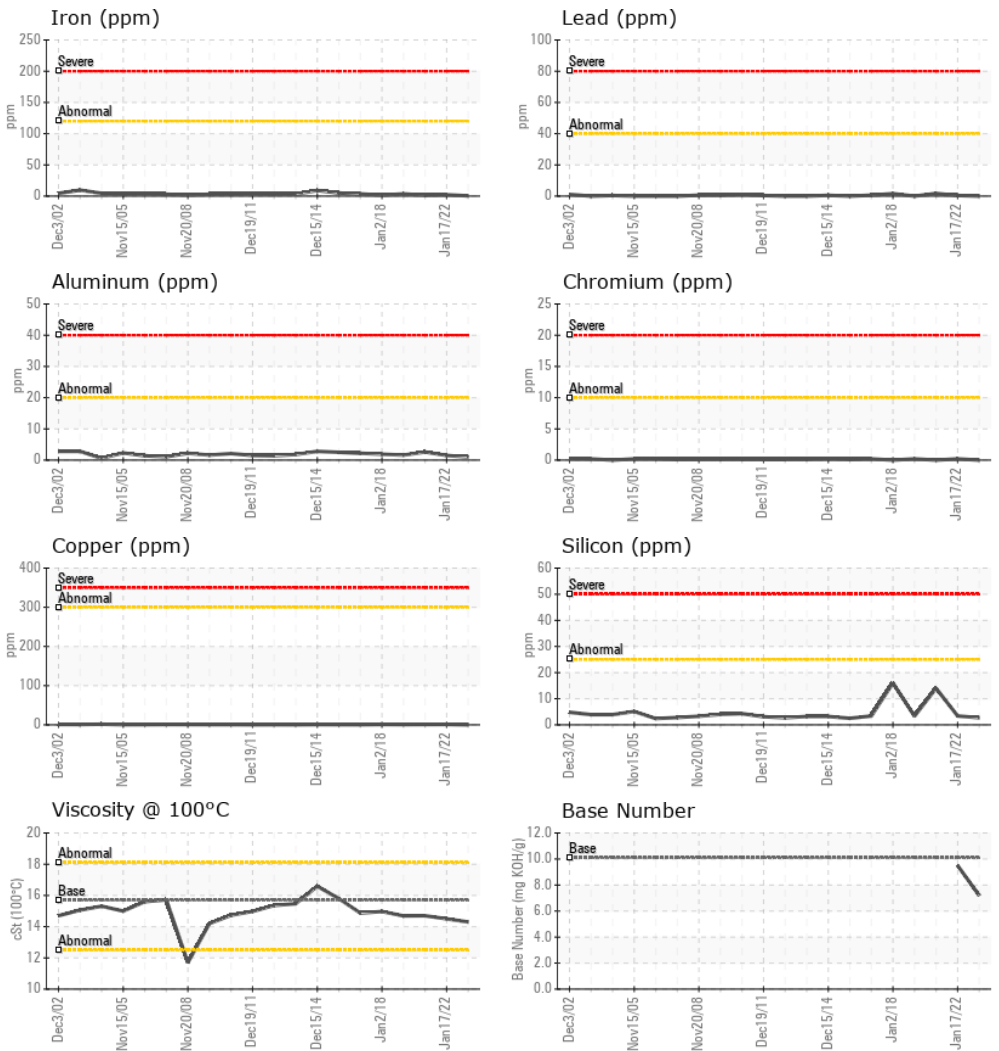 Iron (ppm)
250
200
150
100
50
0
ppm
Severe
Abnormal
Dec3/02
Nov15/05
Nov20/08
Dec19/11
Dec15/14
Jan2/18
Jan17/22
Lead (ppm)
100
80
60
40
20
0
ppm
Severe
Abnormal
Dec3/02
Nov15/05
Nov20/08
Dec19/11
Dec15/14
Jan2/18
Jan17/22
Aluminum (ppm)
50
40
30
20
10
0
ppm
Severe
Abnormal
Dec3/02
Nov15/05
Nov20/08
Dec19/11
Dec15/14
Jan2/18
Jan17/22
Chromium (ppm)
25
20
15
10
5
0
ppm
Severe
Abnormal
Dec3/02
Nov15/05
Nov20/08
Dec19/11
Dec15/14
Jan2/18
Jan17/22
Copper (ppm)
400
300
200
100
0
ppm
Severe
Abnormal
Dec3/02
Nov15/05
Nov20/08
Dec19/11
Dec15/14
Jan2/18
Jan17/22
Silicon (ppm)
60
50
40
30
20
10
0
ppm
Severe
Abnormal
Dec3/02
Nov15/05
Nov20/08
Dec19/11
Dec15/14
Jan2/18
Jan17/22
Viscosity @ 100°C
20
18
16
14
12
10
cSt (100°C)
Abnormal
Base
Abnormal
Dec3/02
Nov15/05
Nov20/08
Dec19/11
Dec15/14
Jan2/18
Jan17/22
Base Number
12.0
10.0
8.0
6.0
4.0
2.0
0.0
Base Number (mg KOH/g)
Base
Dec3/02
Nov15/05
Nov20/08
Dec19/11
Dec15/14
Jan2/18
Jan17/22